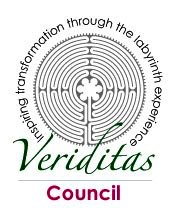 Inspiring transformation through the labyrinth experience
Veriditas
Council